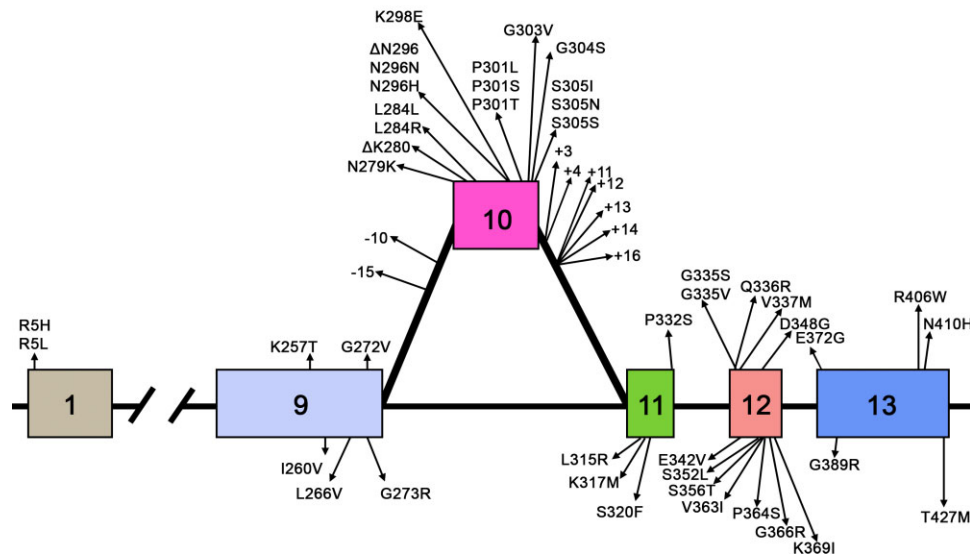 K298E
G303V
G304S
ΔN296
N296N
N296H
P301L
P301S
P301T
S305I
S305N
S305S
L284L
L284R
ΔK280
N279K
+3
+4
+11
+12
+13
+14
+16
10
-10
-15
R5H
R5L
K257T
G272V
P332S
G335S
G335V
Q336R
V337M
D348G
E372G
R406W
N410H
1
9
11
12
13
I260V
L266V
G273R
L315R
K317M
S320F
E342V
S352L
S356T
V363I
P364S
G366R
K369I
G389R
T427M